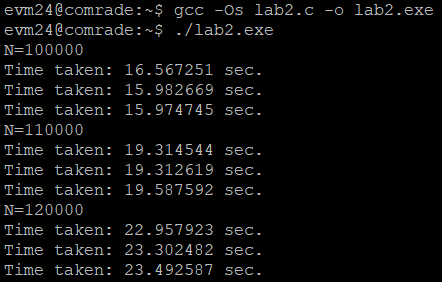 evm24@comrade:~$ gcc -Os lab2.c -o lab2.exe
evm24@comrade:~$ ./lab2.exe
N=100000
Time taken: 16.567251 sec.
Time taken: 15.982669 sec.
Time taken: 15.974745 sec.
N=110000
Time taken: 19.314544 sec.
Time taken: 19.312619 sec.
Time taken: 19.587592 sec.
N=120000
Time taken: 22.957923 sec.
Time taken: 23.302482 sec.
Time taken: 23.492587 sec.